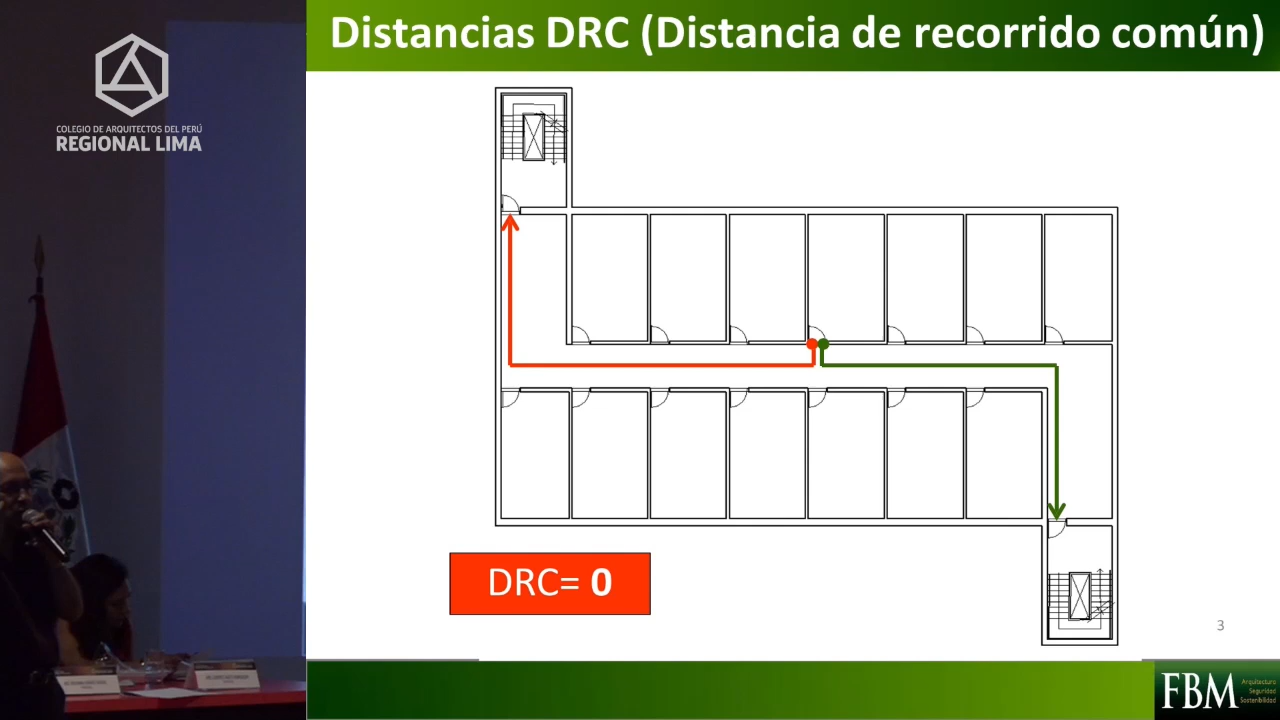 Distancias DRC (Distancia de recorrido común)
COLEGIO DE ARQUITECTOS DEL PERÚ
REGIONAL LIMA
DRC= 0
3
FBM
Arquitectura
Seguridad
Sostenibilidad